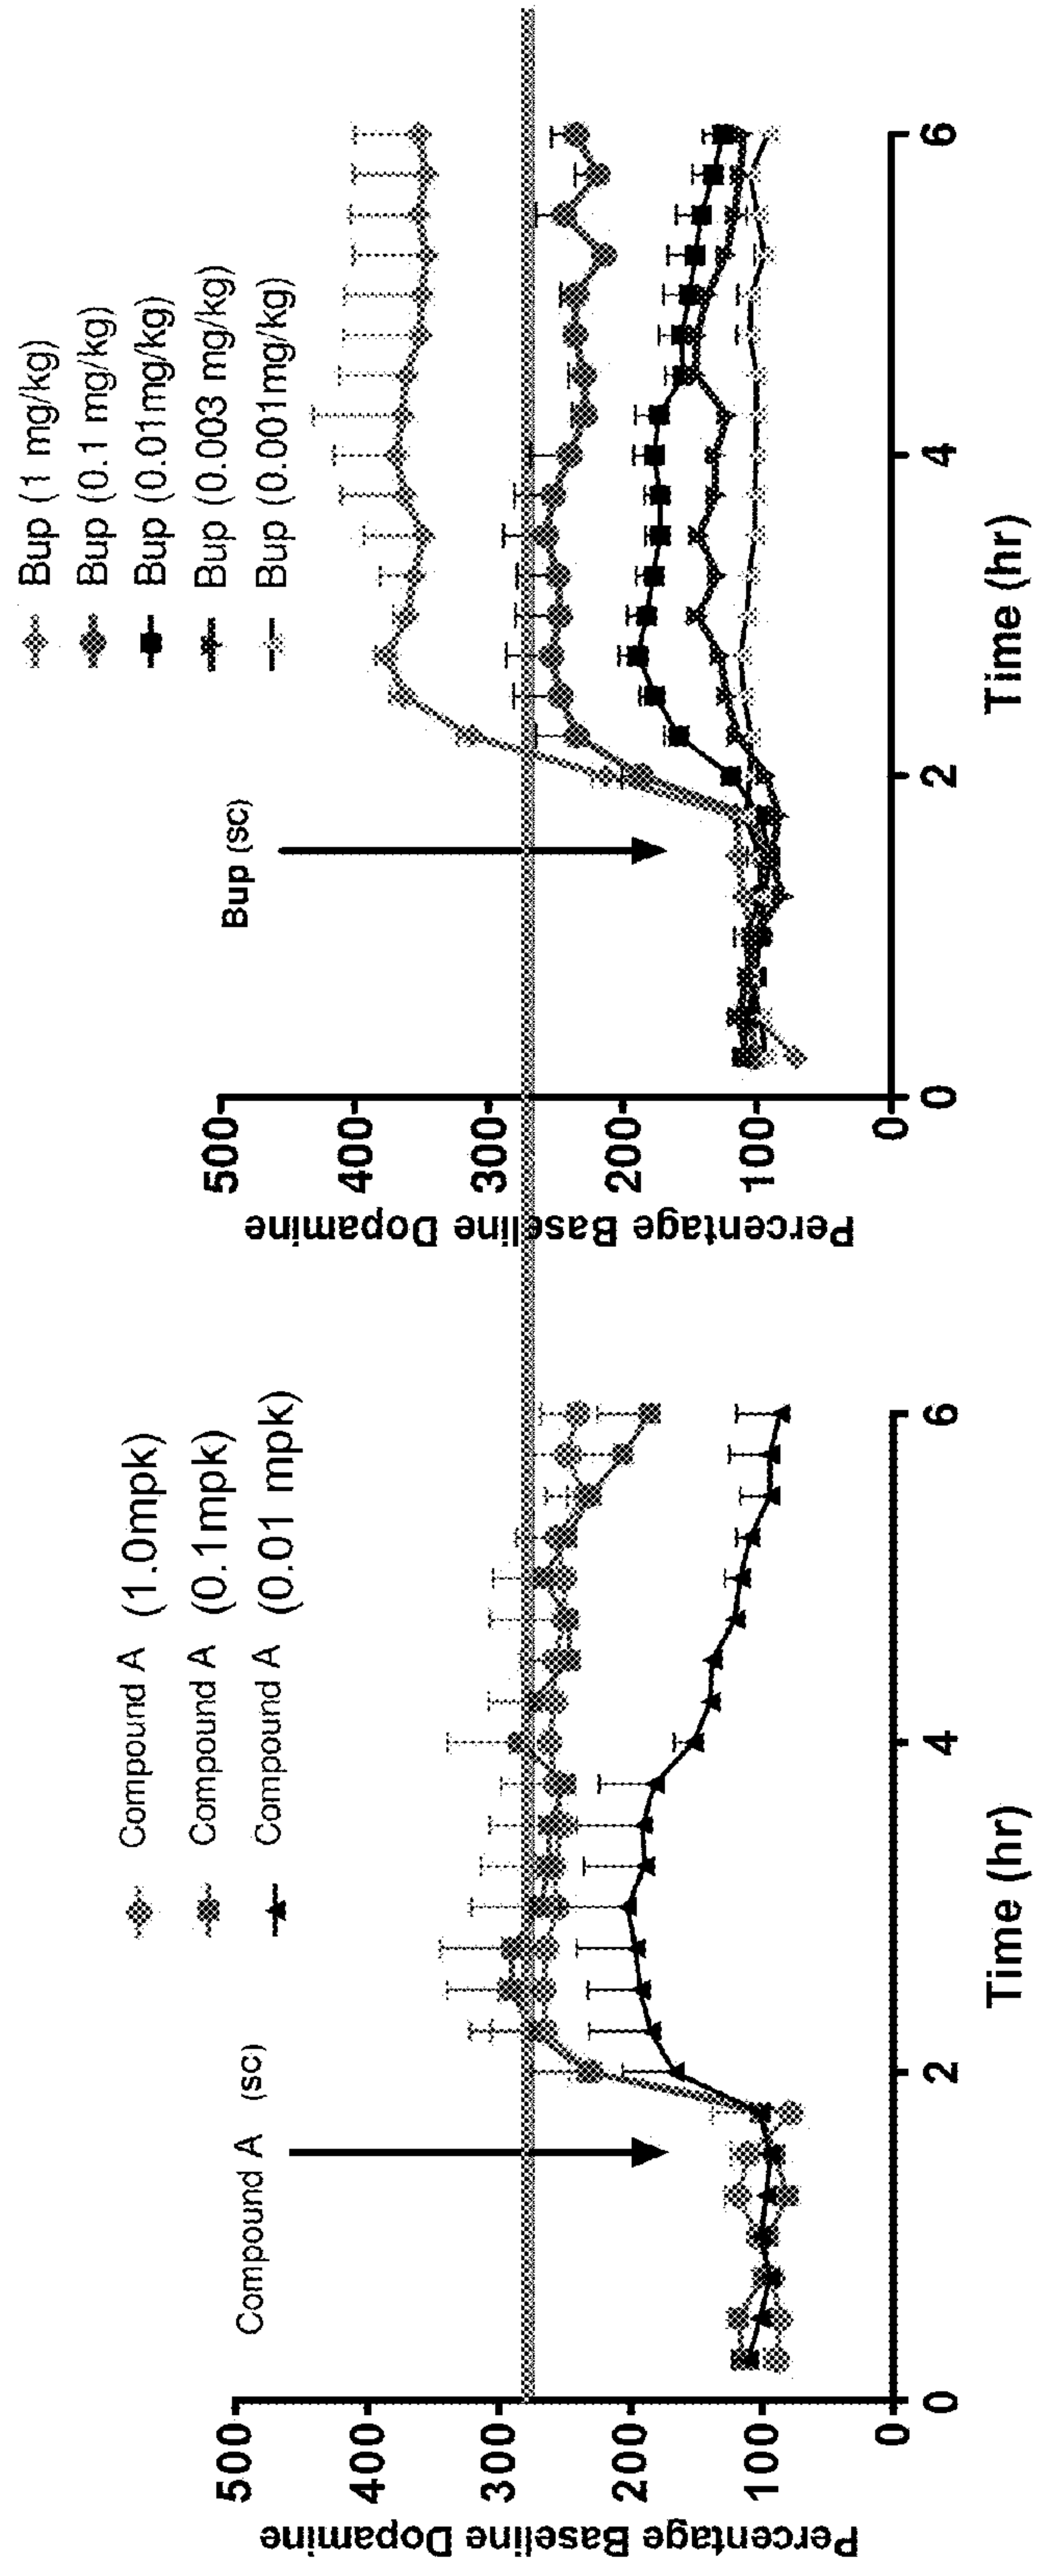 Compound A (1.0mpk)
Compound A (0.1mpk)
Compound A (0.01 mpk)
Compound A (sc)
Percentage Baseline Dopamine
500
400
300
200
100
0
0
2
4
6
Time (hr)
Bup (1 mg/kg)
Bup (0.1 mg/kg)
Bup (0.01mg/kg)
Bup (0.003 mg/kg)
Bup (0.001mg/kg)
Bup (sc)
Percentage Baseline Dopamine
500
400
300
200
100
0
0
2
4
6
Time (hr)